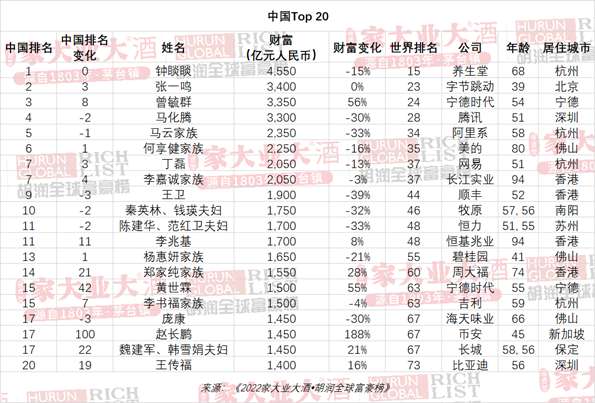 中国Top 20
中国排名 中国排名变化 姓名 财富(亿元人民币) 财富变化 世界排名 公司 年龄 居住城市
1 0 钟睒睒 4,550 -15% 15 养生堂 68 杭州
2 3 张一鸣 3,400 0% 23 字节跳动 39 北京
3 8 曾毓群 3,350 56% 24 宁德时代 54 宁德
4 -2 马化腾 3,300 -30% 28 腾讯 51 深圳
5 -1 马云家族 2,350 -33% 34 阿里系 58 杭州
6 1 何享健家族 2,250 -16% 35 美的 80 佛山
7 3 丁磊 2,050 -13% 37 网易 51 杭州
7 4 李嘉诚家族 2,050 -3% 37 长江实业 94 香港
9 -3 王卫 1,900 -39% 44 顺丰 52 香港
10 -2 秦英林、钱瑛夫妇 1,750 -32% 46 牧原 57, 56 南阳
11 -2 陈建华、范红卫夫妇 1,700 -33% 48 恒力 51, 55 苏州
11 11 李兆基 1,700 8% 48 恒基兆业 94 香港
13 1 杨惠妍家族 1,650 -21% 55 碧桂园 41 佛山
14 21 郑家纯家族 1,550 28% 60 周大福 74 香港
15 42 黄世霖 1,500 55% 63 宁德时代 55 宁德
15 7 李书福家族 1,500 -4% 63 吉利 59 杭州
17 -3 庞康 1,450 -30% 67 海天味业 66 佛山
17 100 赵长鹏 1,450 188% 67 币安 45 新加坡
17 22 魏建军、韩雪娟夫妇 1,450 21% 67 长城 58, 56 保定
20 19 王传福 1,400 16% 73 比亚迪 56 深圳
来源：《2022家大业大酒•胡润全球富豪榜》